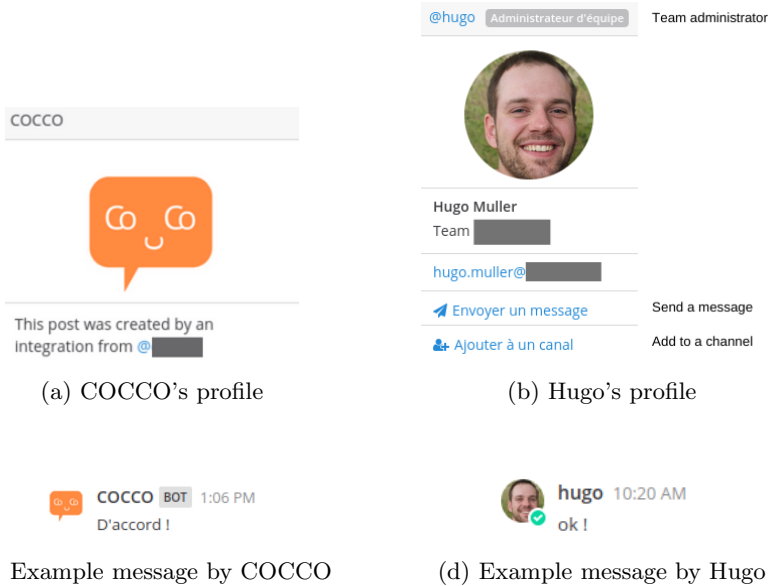 @hugo Administrateur d'équipe Team administrator
COCCO
Co Co
Hugo Muller
Team
hugo.muller@
This post was created by an
integration from @
Envoyer un message Send a message
Ajouter à un canal Add to a channel
(a) COCCO's profile
(b) Hugo's profile
COCCO BOT 1:06 PM
D'accord !
hugo 10:20 AM
ok !
Example message by COCCO
(d) Example message by Hugo